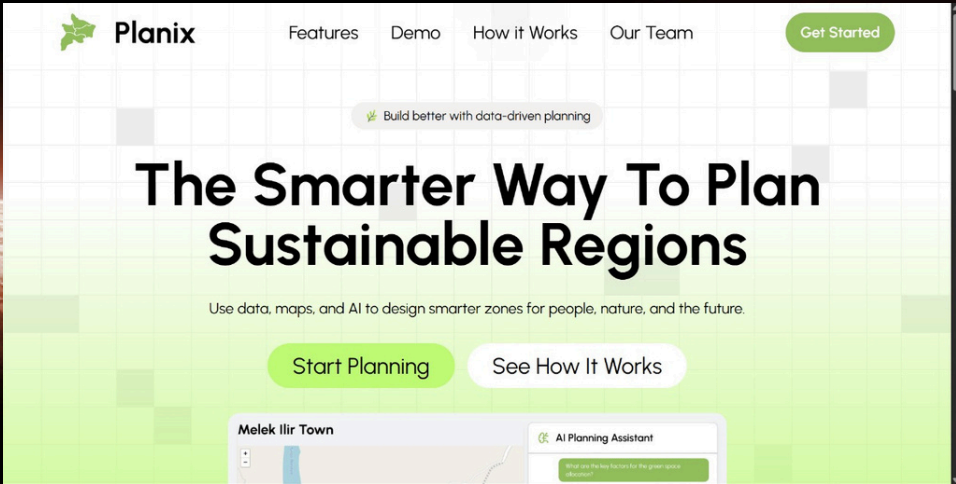 Planix
Features
Demo
How it Works
Our Team
Get Started
Build better with data-driven planning
The Smarter Way To Plan
Sustainable Regions
Use data, maps, and AI to design smarter zones for people, nature, and the future.
Start Planning
See How It Works
Melek Ilir Town
AI Planning Assistant
+
−
What are the key factors for the green space
allocation?